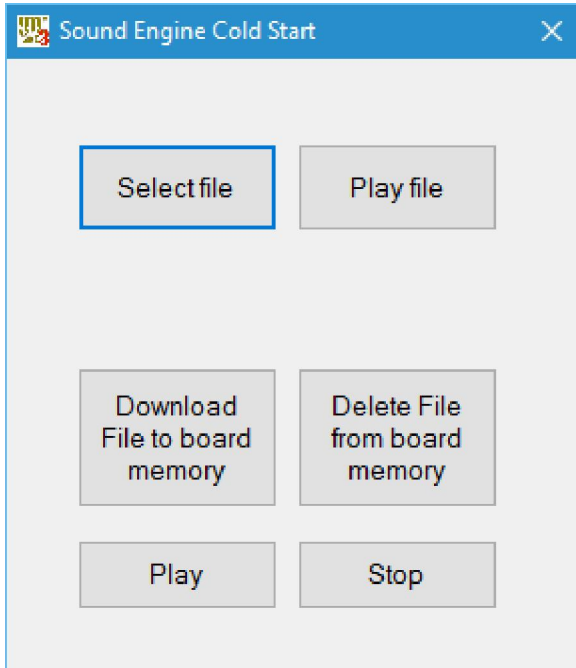 Sound Engine Cold Start
Select file
Play file
Download
File to board
memory
Delete File
from board
memory
Play
Stop